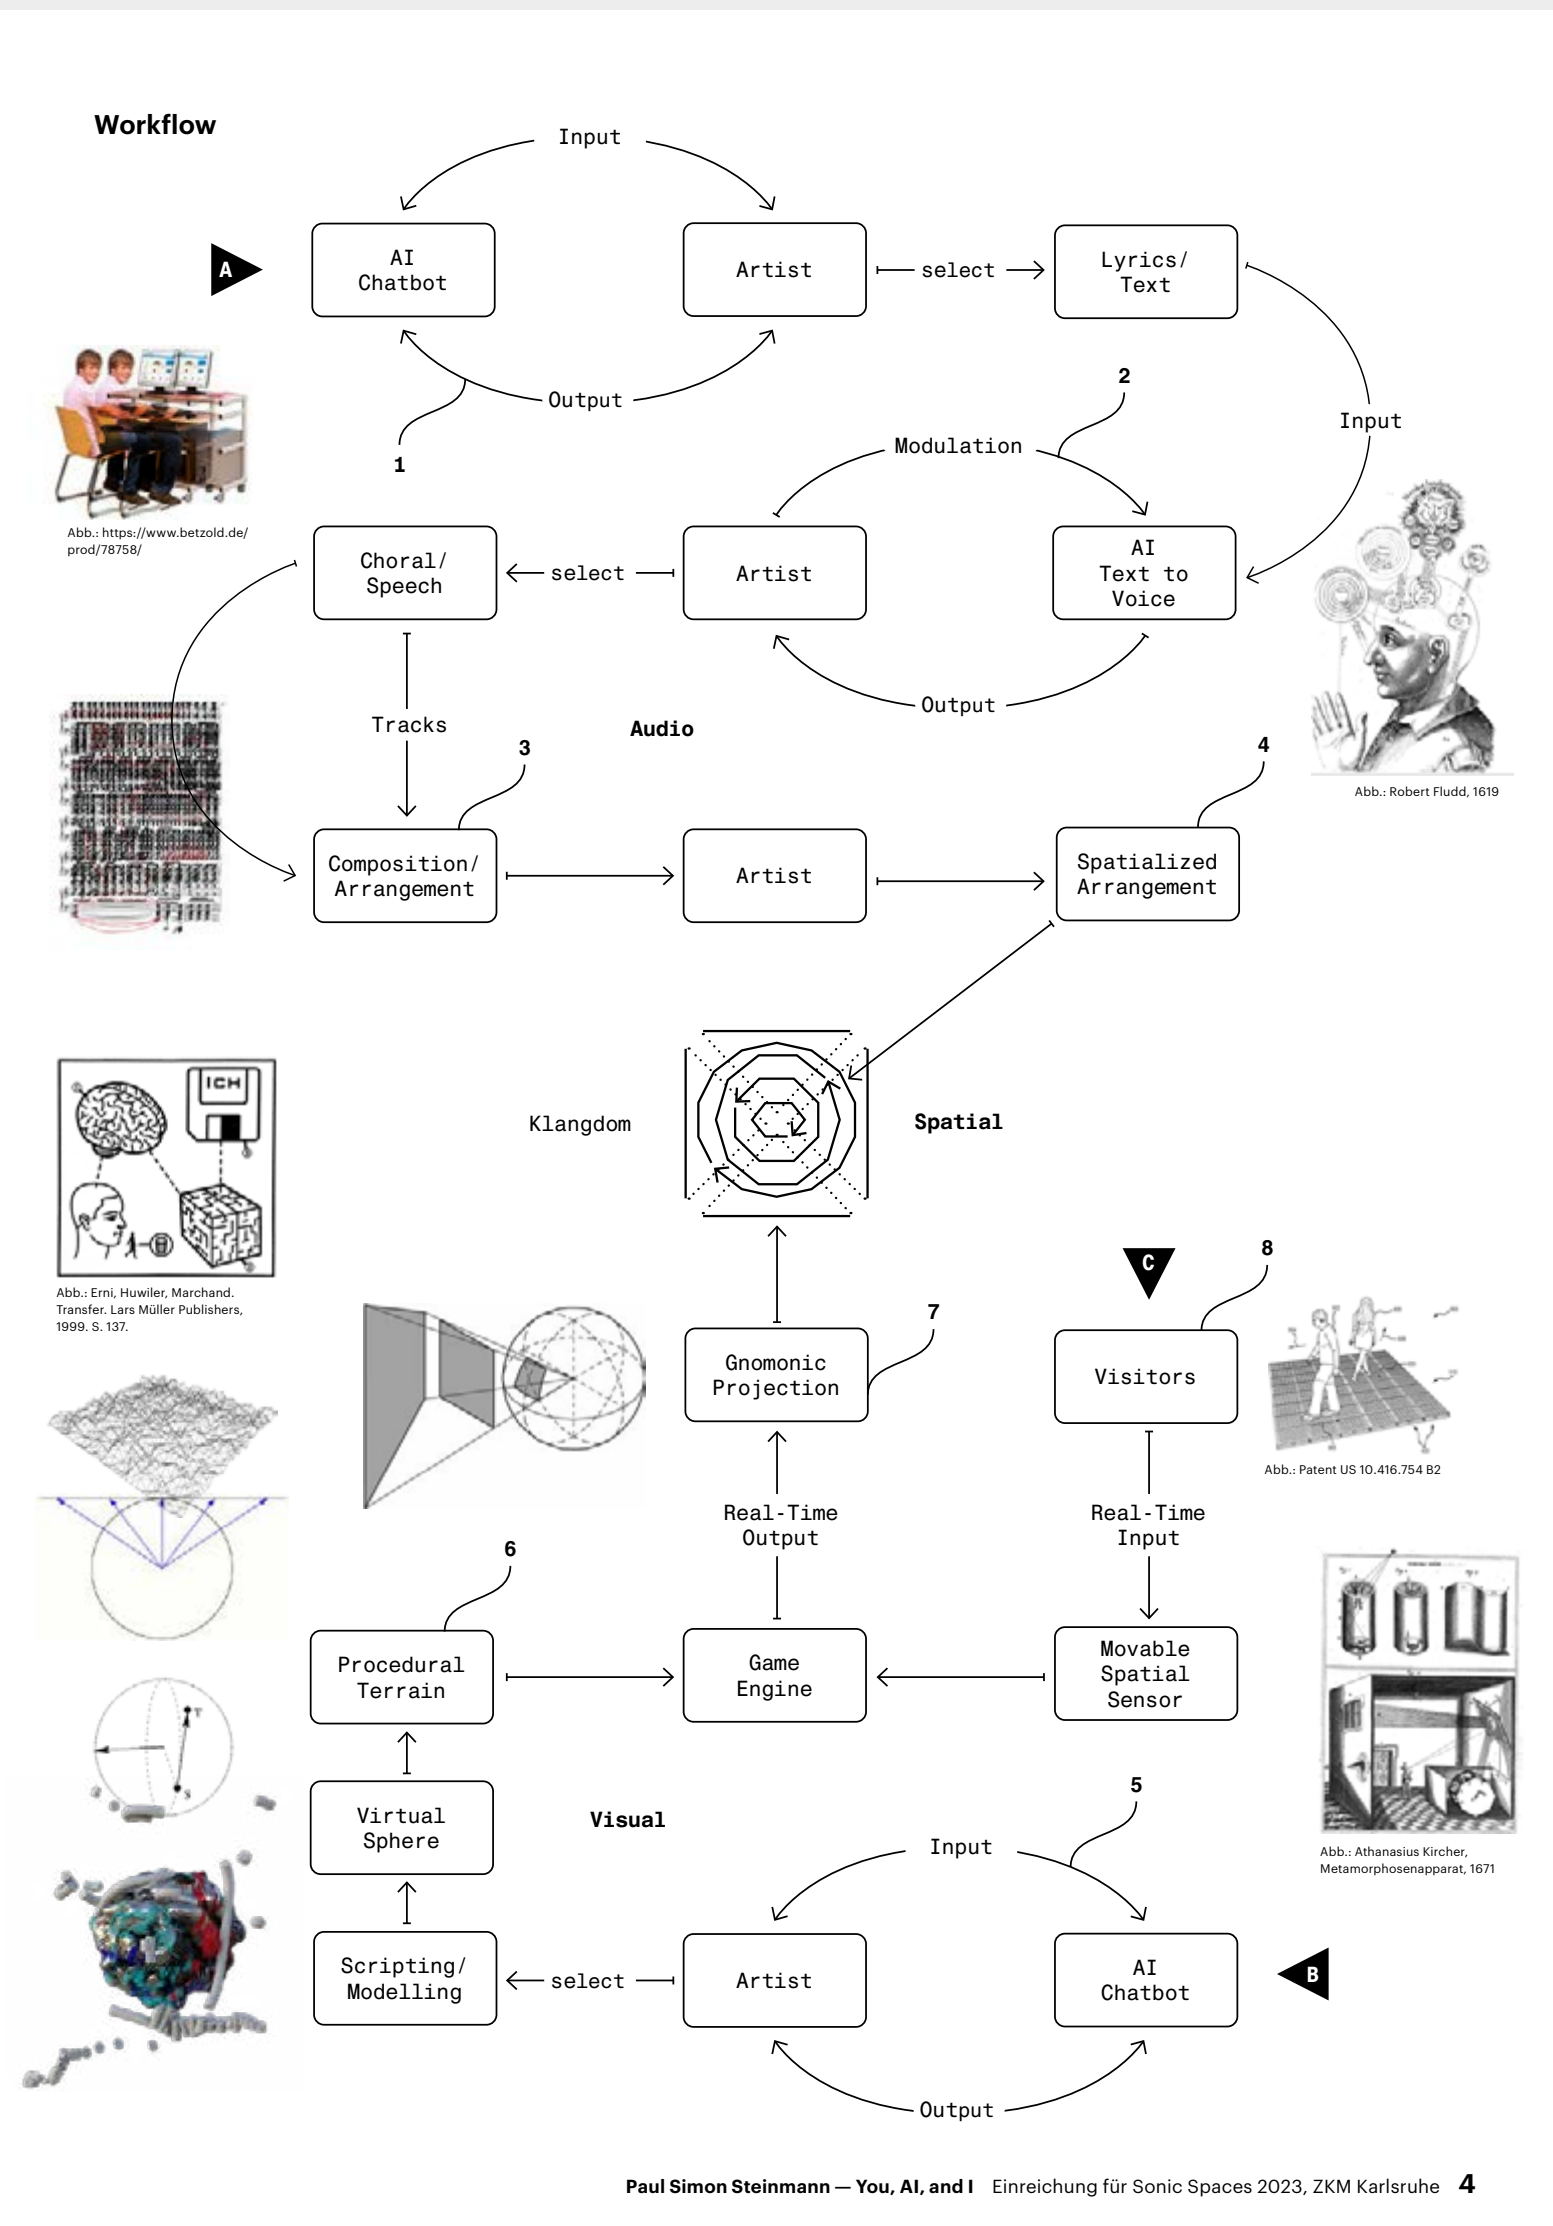 Workflow
Input
A
AI
Chatbot
Artist
select
Lyrics/
Text
Output
1
2
Modulation
Input
Abb.: https://www.betzold.de/
prod/78758/
Choral/
Speech
select
Artist
AI
Text to
Voice
Output
Tracks
Audio
3
4
Abb.: Robert Fludd, 1619
Composition/
Arrangement
Artist
Spatialized
Arrangement
ICH
Klangdom
Spatial
Abb.: Erni, Huwiler, Marchand.
Transfer. Lars Müller Publishers,
1999. S. 137.
C
8
7
Gnomonic
Projection
Visitors
Abb.: Patent US 10.416.754 B2
Real-Time
Output
Real-Time
Input
6
Procedural
Terrain
Game
Engine
Movable
Spatial
Sensor
T
S
Virtual
Sphere
Visual
5
Input
Abb.: Athanasius Kircher,
Metamorphosenapparat, 1671
Scripting/
Modelling
select
Artist
AI
Chatbot
B
Output
Paul Simon Steinmann — You, AI, and I Einreichung für Sonic Spaces 2023, ZKM Karlsruhe 4